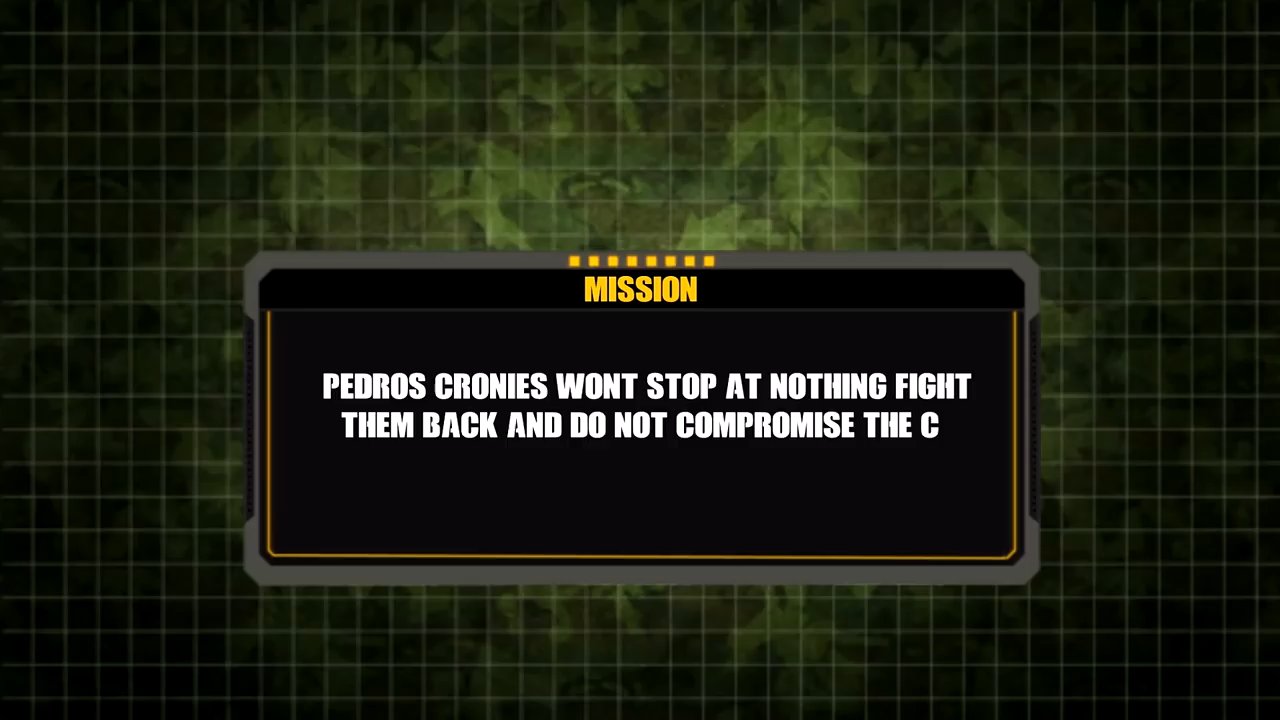 MISSION
PEDROS CRONIES WONT STOP AT NOTHING FIGHT
THEM BACK AND DO NOT COMPROMISE THE C